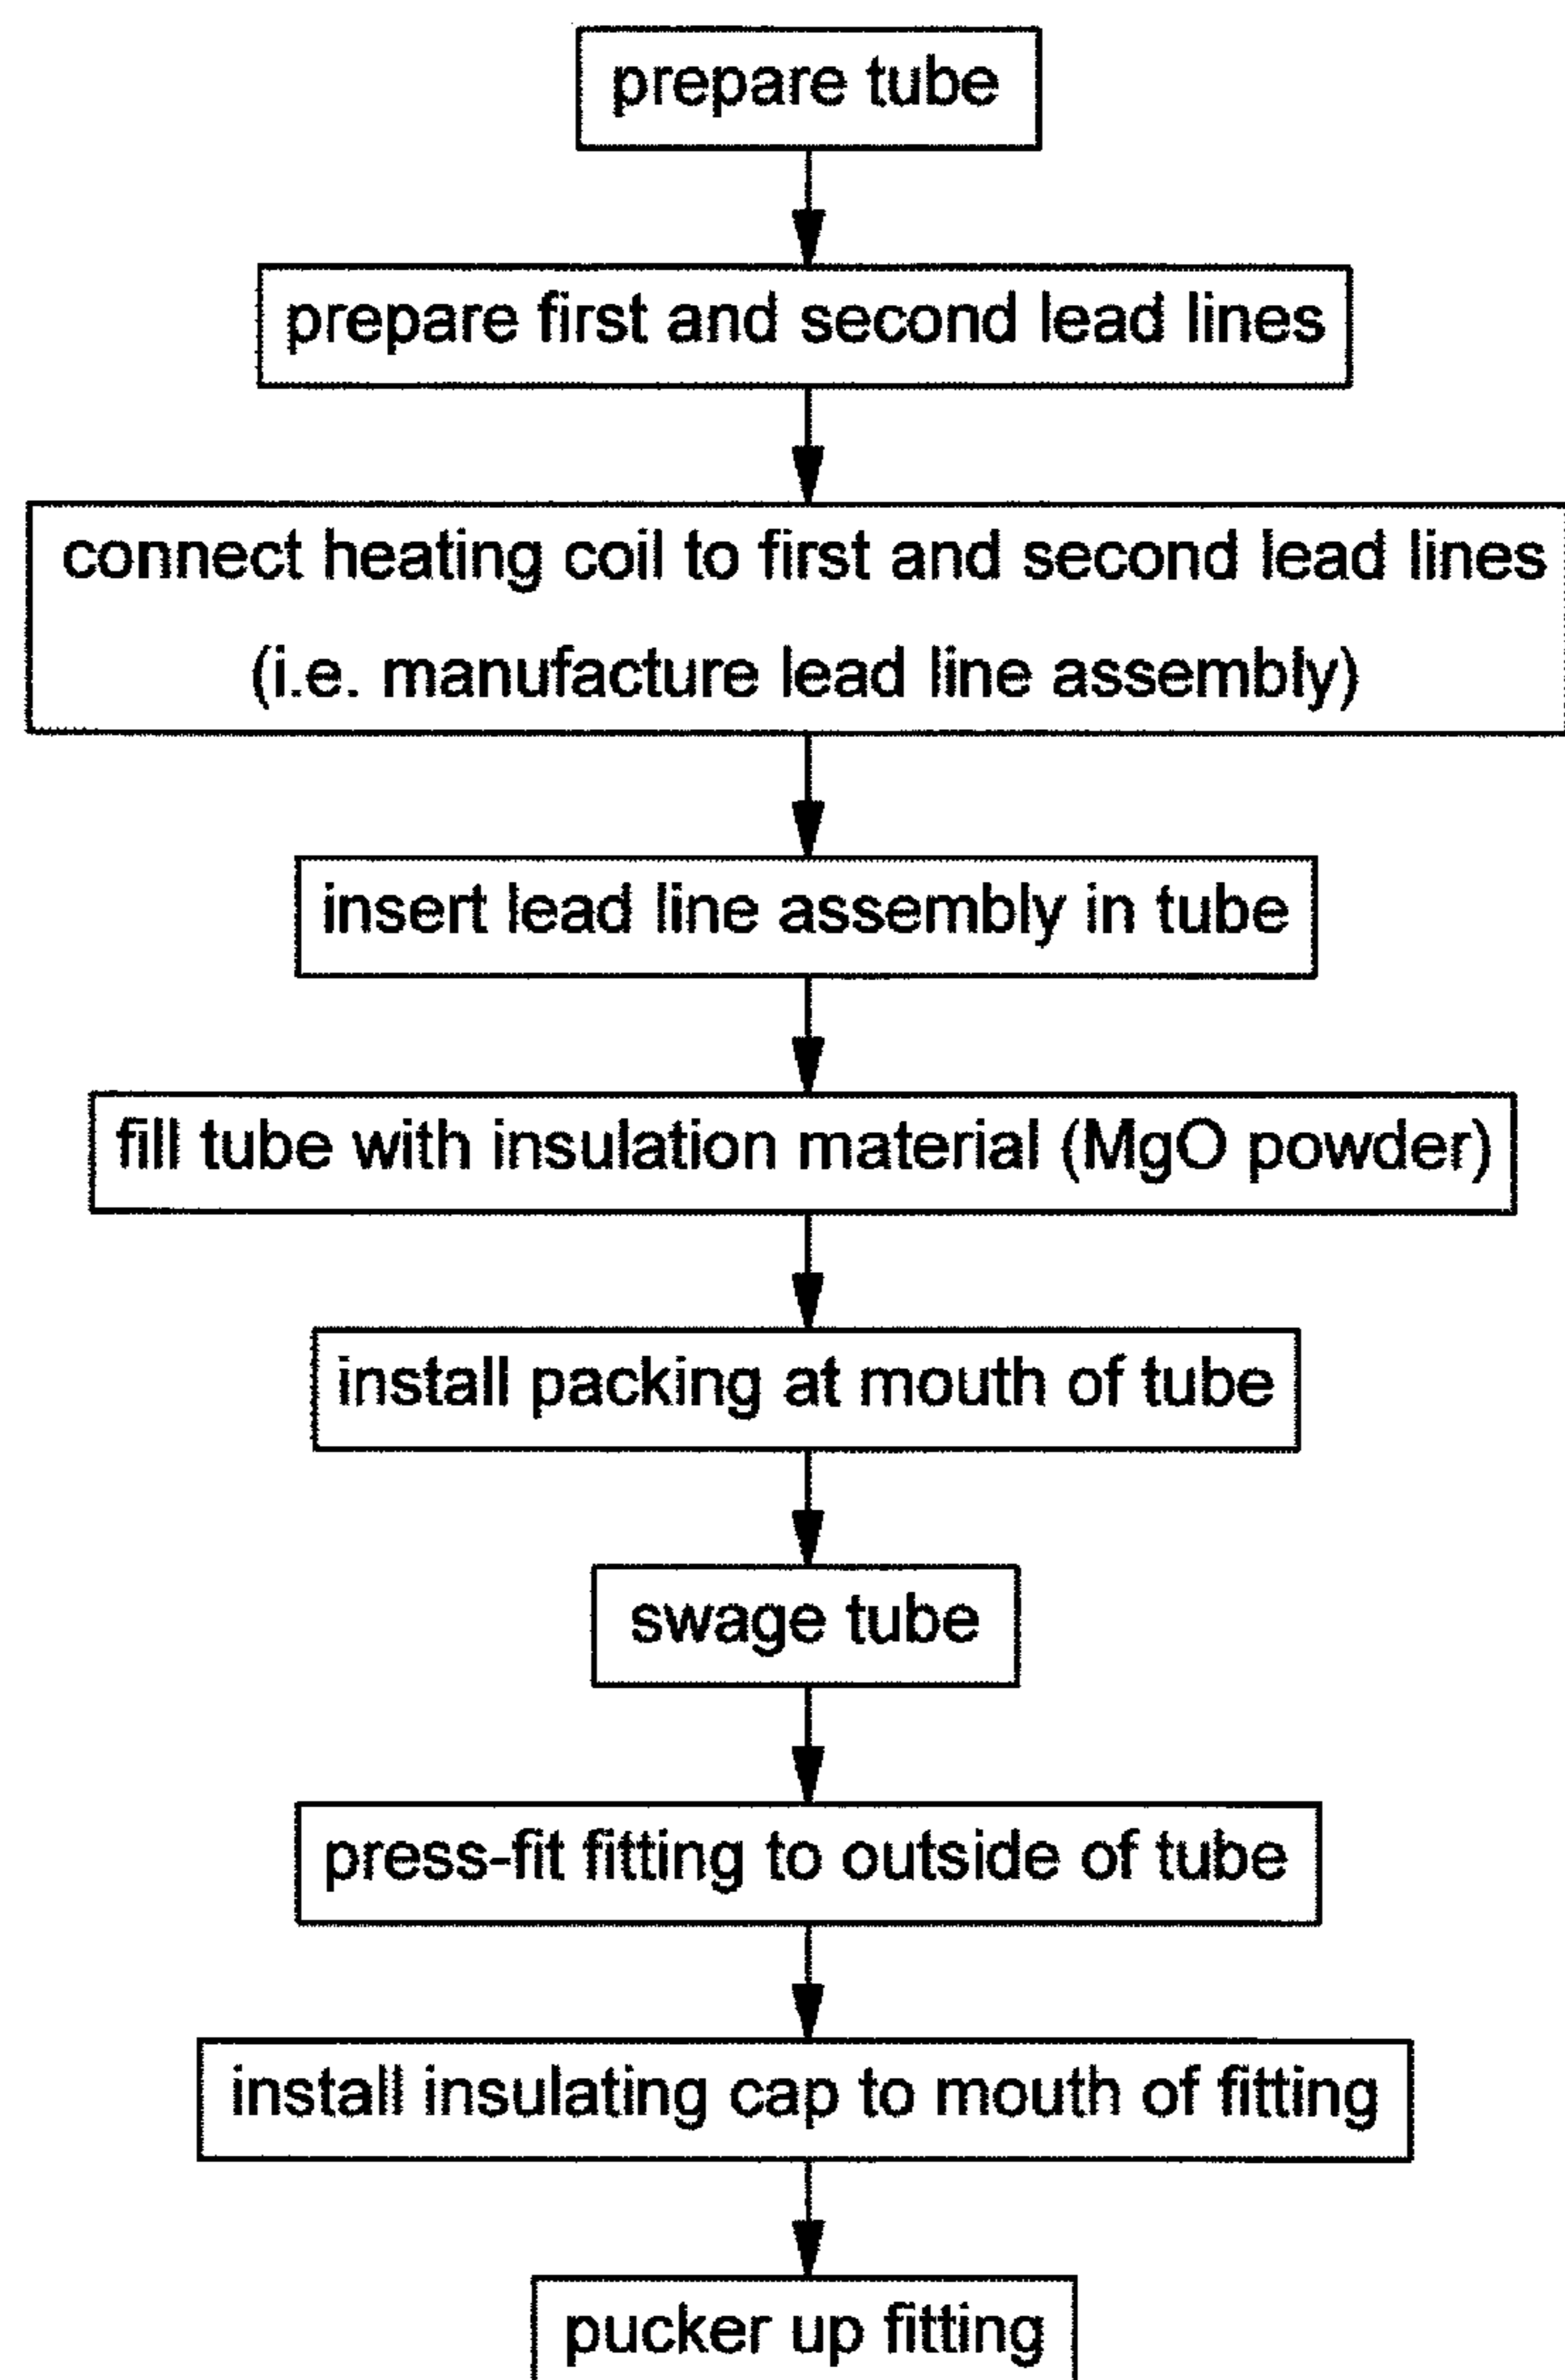 prepare tube
prepare first and second lead lines
connect heating coil to first and second lead lines
(i.e. manufacture lead line assembly)
insert lead line assembly in tube
fill tube with insulation material (MgO powder)
install packing at mouth of tube
swage tube
press-fit fitting to outside of tube
install insulating cap to mouth of fitting
pucker up fitting